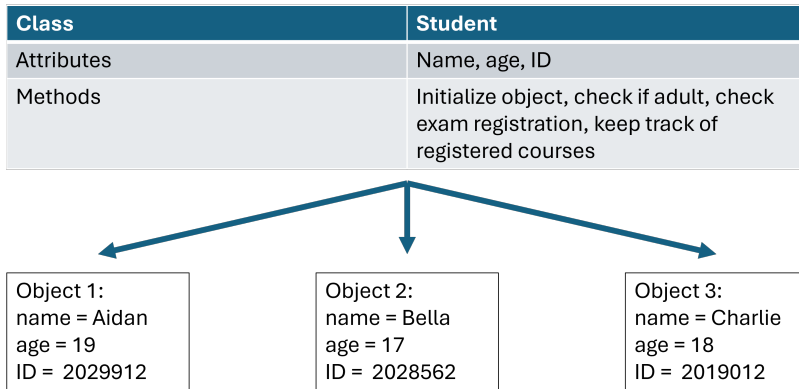 Class Student
Attributes Name, age, ID
Methods Initialize object, check if adult, check
exam registration, keep track of
registered courses
Object 1:
name = Aidan
age = 19
ID = 2029912
Object 2:
name = Bella
age = 17
ID = 2028562
Object 3:
name = Charlie
age = 18
ID = 2019012